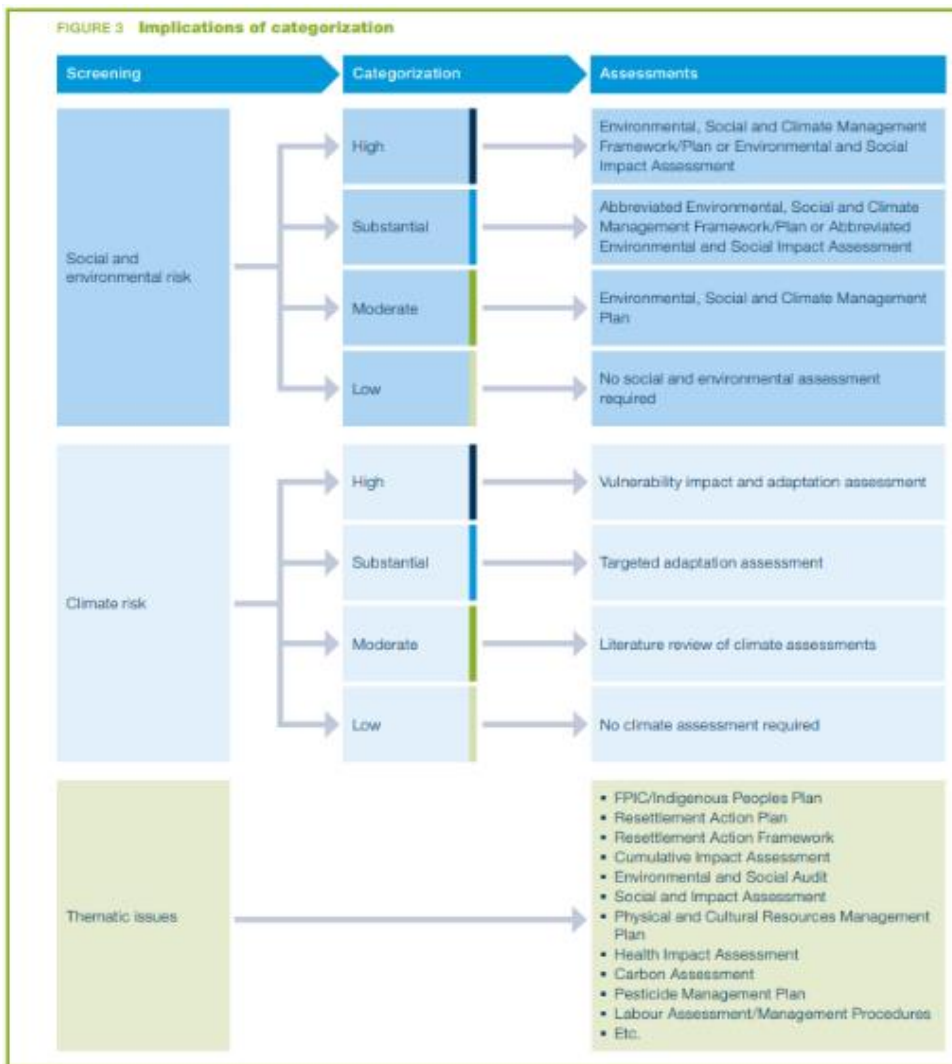 FIGURE 3 Implications of categorization
Screening
Categorization
Assessments
Social and
environmental risk
High
Environmental, Social and Climate Management
Framework/Plan or Environmental and Social
Impact Assessment
Substantial
Abbreviated Environmental, Social and Climate
Management Framework/Plan or Abbreviated
Environmental and Social Impact Assessment
Moderate
Environmental, Social and Climate Management
Plan
Low
No social and environmental assessment
required
Climate risk
High
Vulnerability impact and adaptation assessment
Substantial
Targeted adaptation assessment
Moderate
Literature review of climate assessments
Low
No climate assessment required
Thematic issues
▪ FPIC/Indigenous Peoples Plan
▪ Resettlement Action Plan
▪ Resettlement Action Framework
▪ Cumulative Impact Assessment
▪ Environmental and Social Audit
▪ Social and Impact Assessment
▪ Physical and Cultural Resources Management
Plan
▪ Health Impact Assessment
▪ Carbon Assessment
▪ Pesticide Management Plan
▪ Labour Assessment/Management Procedures
▪ Etc.